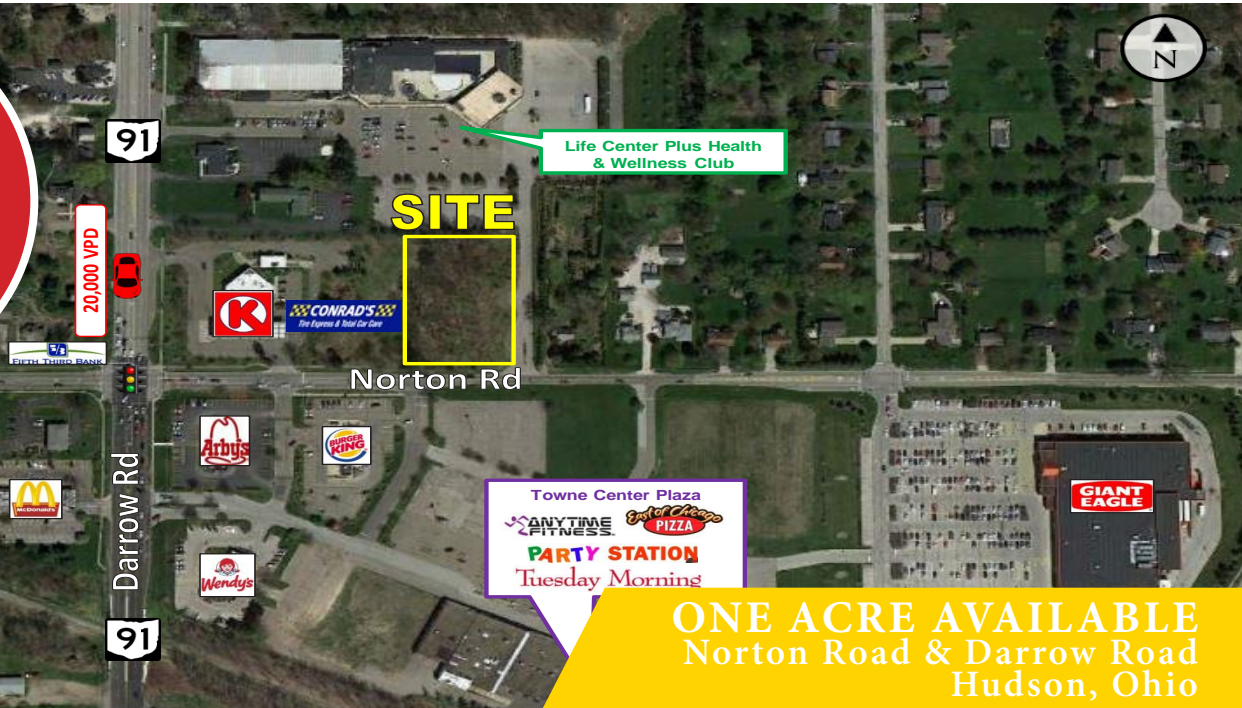 N
91
Life Center Plus Health
& Wellness Club
SITE
20,000 VPD
K
CONRAD'S
Tire Express & Total Car Care
5/3
FIFTH THIRD BANK
Norton Rd
Arby's
BURGER
KING
McDonald's
Darrow Rd
Wendy's
Towne Center Plaza
ANYTIME
FITNESS
East of Chicago
PIZZA
PARTY STATION
Tuesday Morning
GIANT
EAGLE
91
ONE ACRE AVAILABLE
Norton Road & Darrow Road
Hudson, Ohio